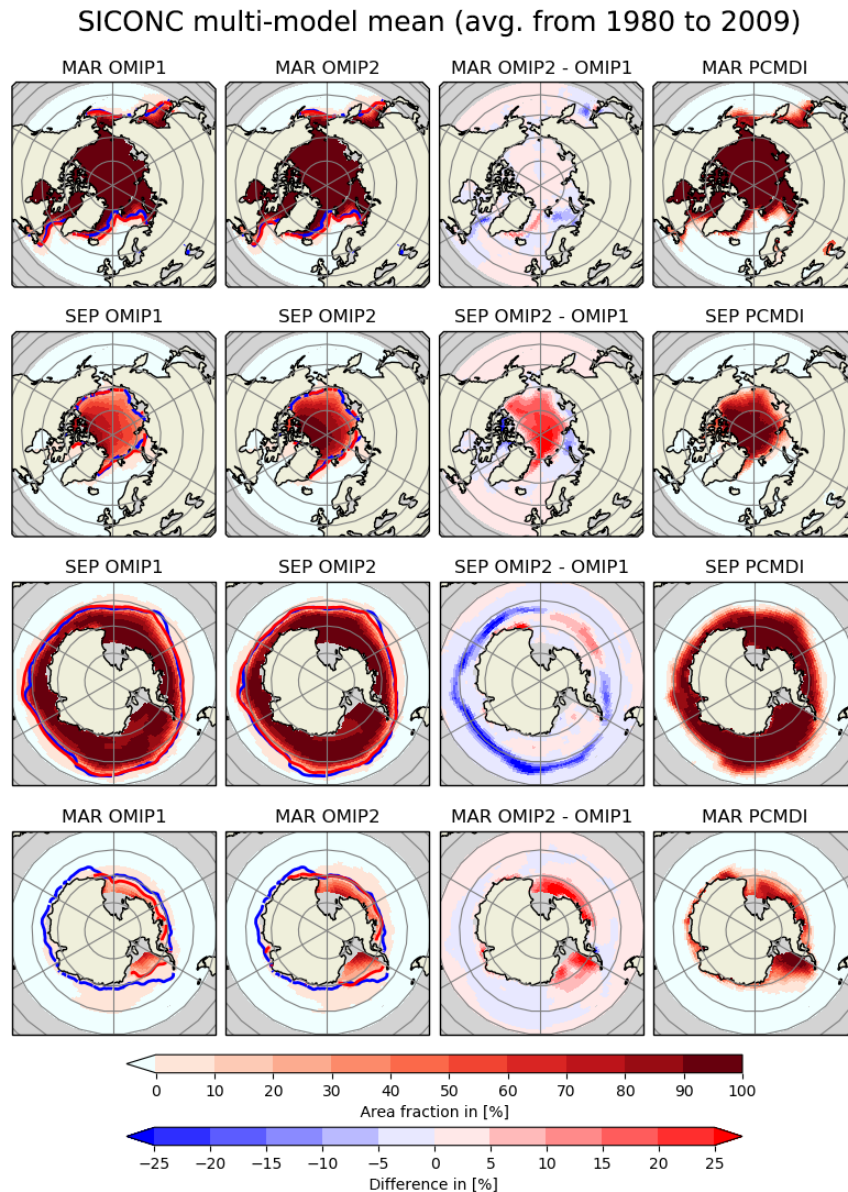 SICONC multi-model mean (avg. from 1980 to 2009)
MAR OMIP1 MAR OMIP2 MAR OMIP2 - OMIP1 MAR PCMDI
SEP OMIP1 SEP OMIP2 SEP OMIP2 - OMIP1 SEP PCMDI
SEP OMIP1 SEP OMIP2 SEP OMIP2 - OMIP1 SEP PCMDI
MAR OMIP1 MAR OMIP2 MAR OMIP2 - OMIP1 MAR PCMDI
0 10 20 30 40 50 60 70 80 90 100
Area fraction in [%]
−25 −20 −15 −10 −5 0 5 10 15 20 25
Difference in [%]